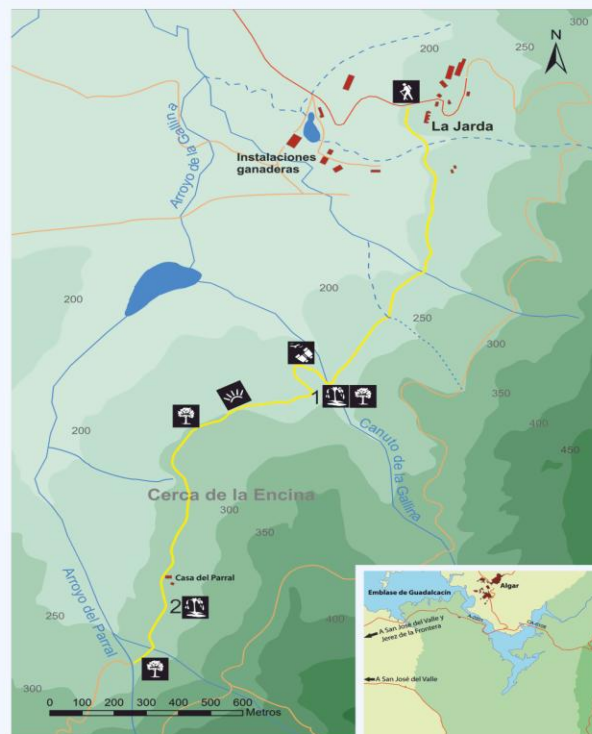 300
250
200
N
La Jarda
Arroyo de la Galline
Instalaciones
ganaderas
300
200
200
250
300
350
400
450
1
200
Canuto de la Gallina
Cerca de la Encina
300
350
Casa del Parral
2
Arroyo del Parral
250
400
300
0 100 200 300 400 500 600
Metros
Algar
Emblase de Guadalcacín
A San José del Valle y
Jerez de la Frontera
A San José del Valle